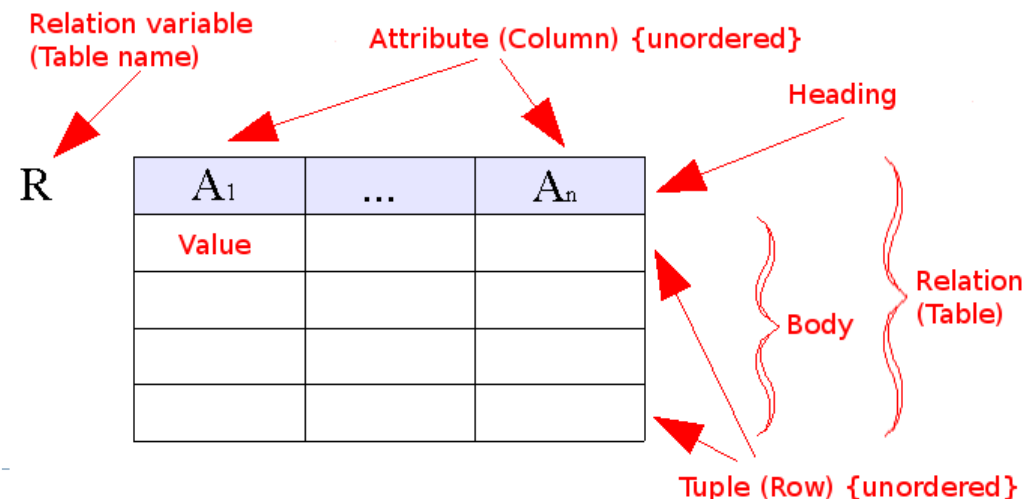 Relation variable
(Table name)
Attribute (Column) {unordered}
Heading
R
A1
...
An
Value
Relation
(Table)
Body
Tuple (Row) {unordered}